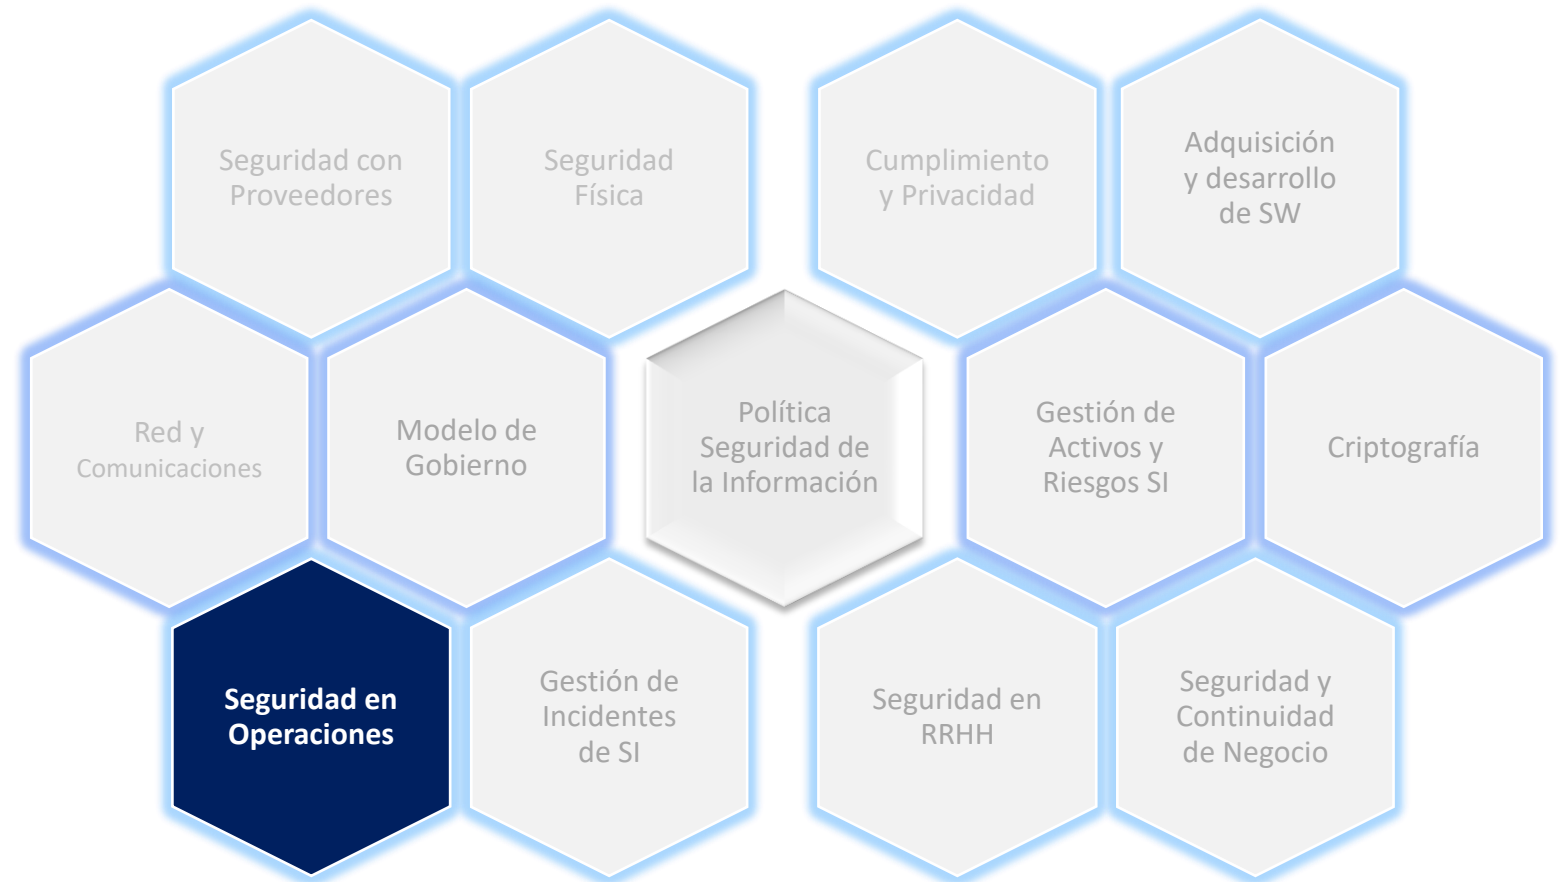 Seguridad con
Proveedores
Seguridad
Física
Cumplimiento
y Privacidad
Adquisición
y desarrollo
de SW
Red y
Comunicaciones
Modelo de
Gobierno
Política
Seguridad de
la Información
Gestión de
Activos y
Riesgos SI
Criptografía
Seguridad en
Operaciones
Gestión de
Incidentes
de SI
Seguridad en
RRHH
Seguridad y
Continuidad
de Negocio